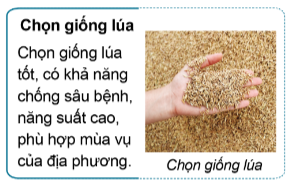 Chọn giống lúa
Chọn giống lúa
tốt, có khả năng
chống sâu bệnh,
năng suất cao,
phù hợp mùa vụ
của địa phương.
Chọn giống lúa